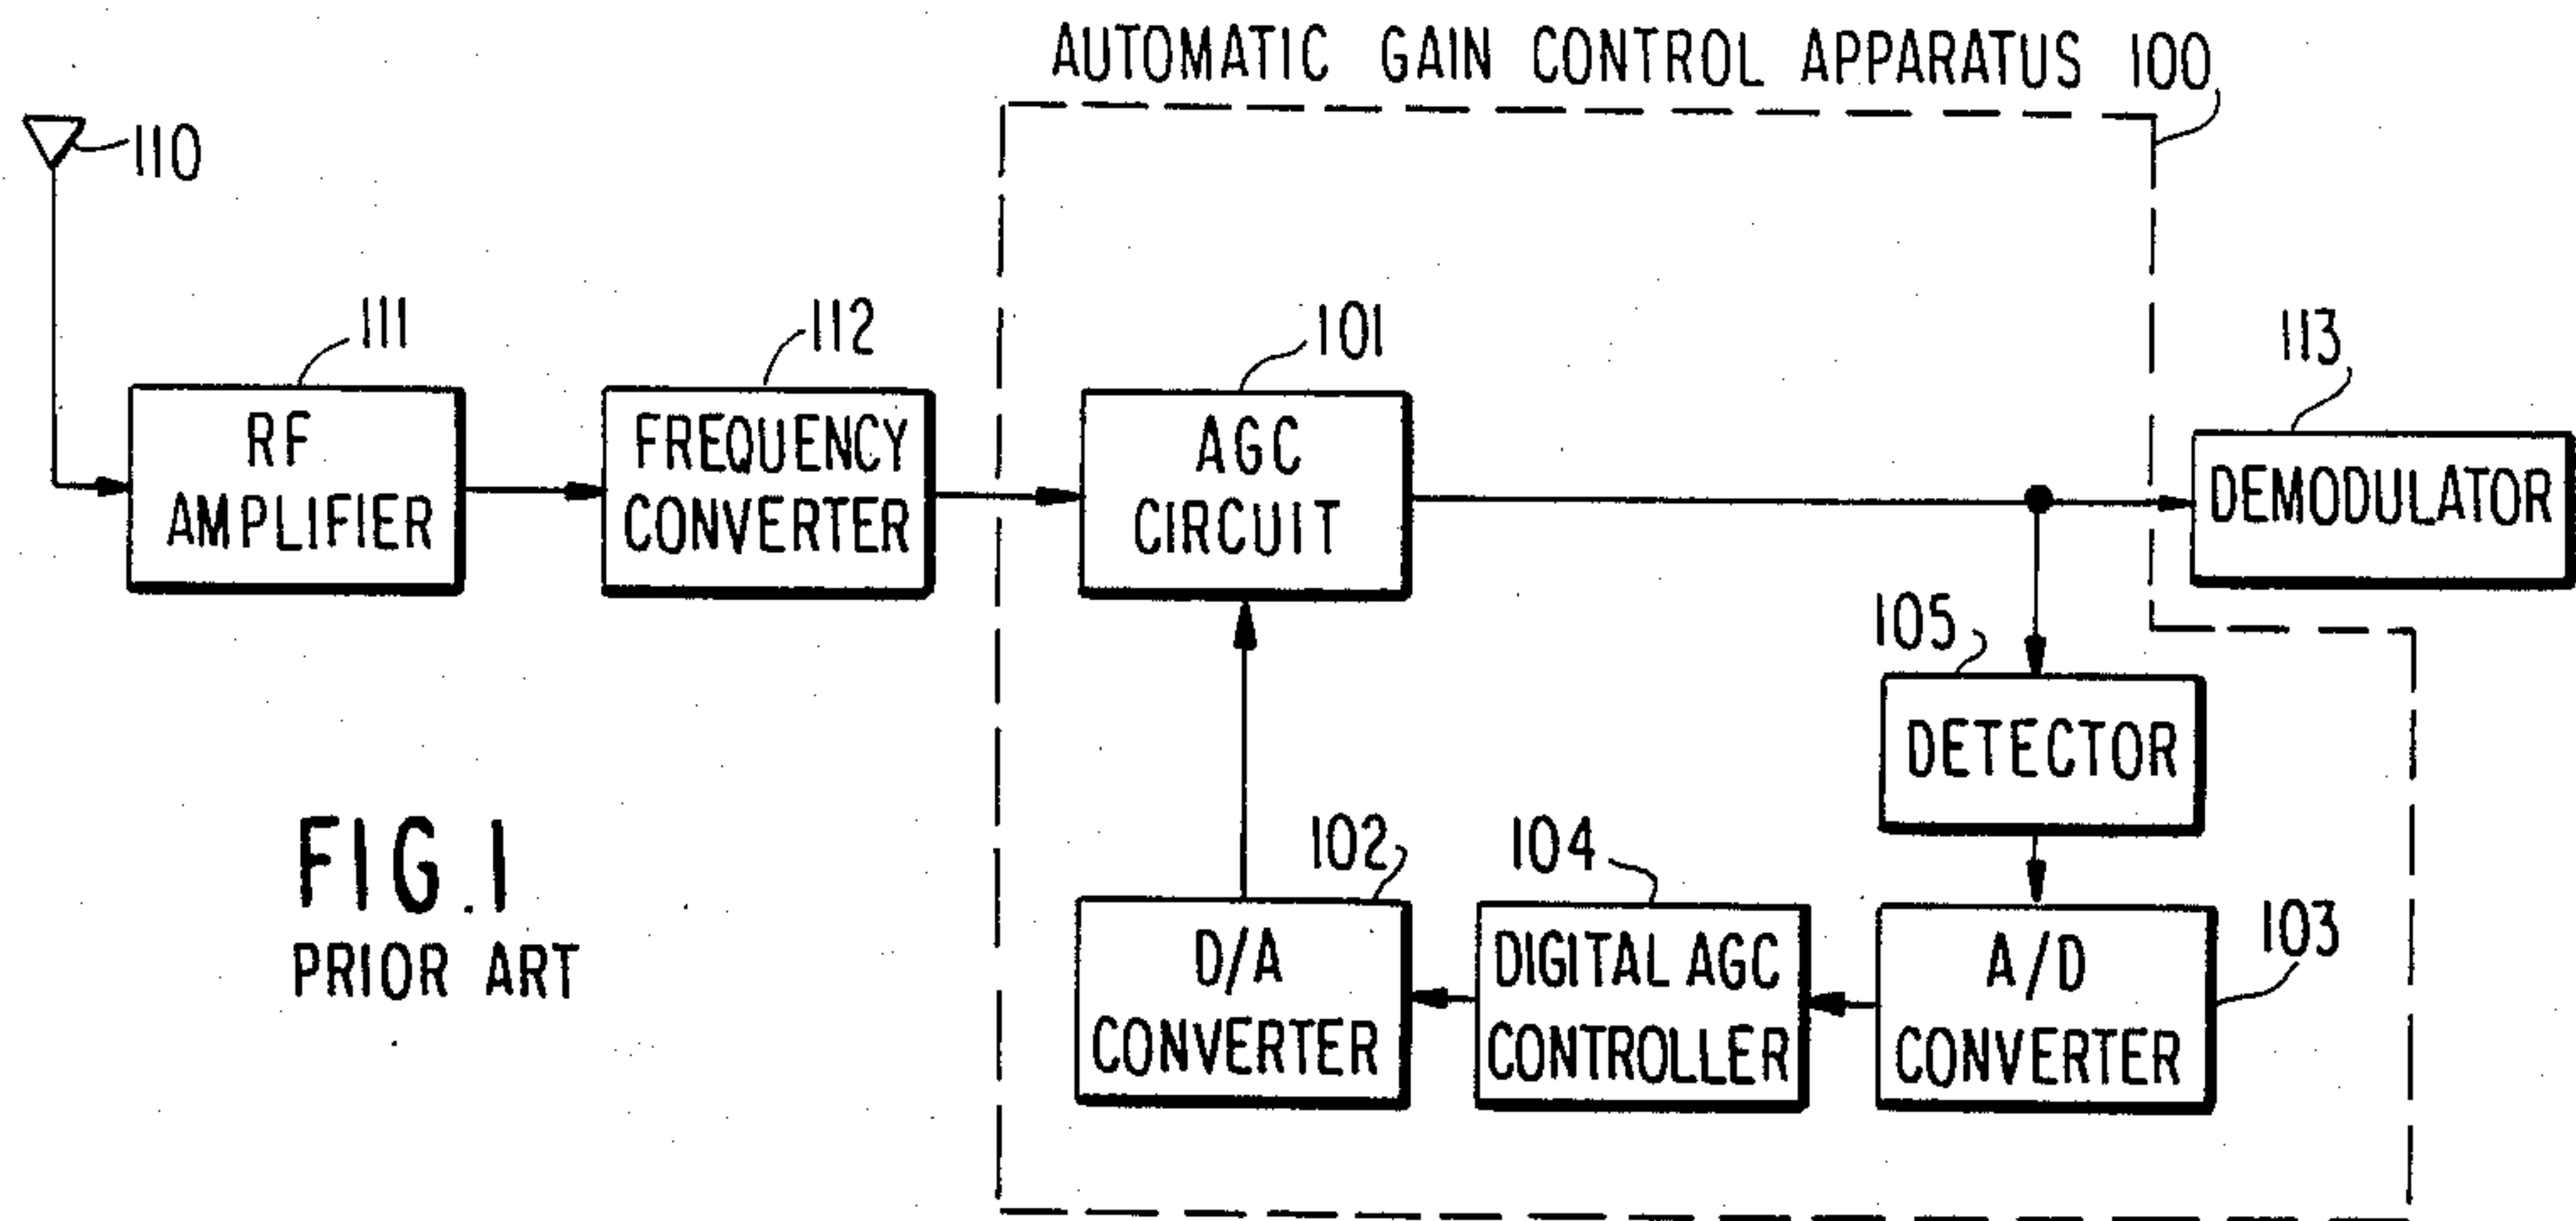 AUTOMATIC GAIN CONTROL APPARATUS 100
110
111
112
101
113
RF
AMPLIFIER
FREQUENCY
CONVERTER
AGC
CIRCUIT
DEMODULATOR
105
DETECTOR
102
104
103
D/A
CONVERTER
DIGITAL AGC
CONTROLLER
A/D
CONVERTER
FIG.1
PRIOR ART